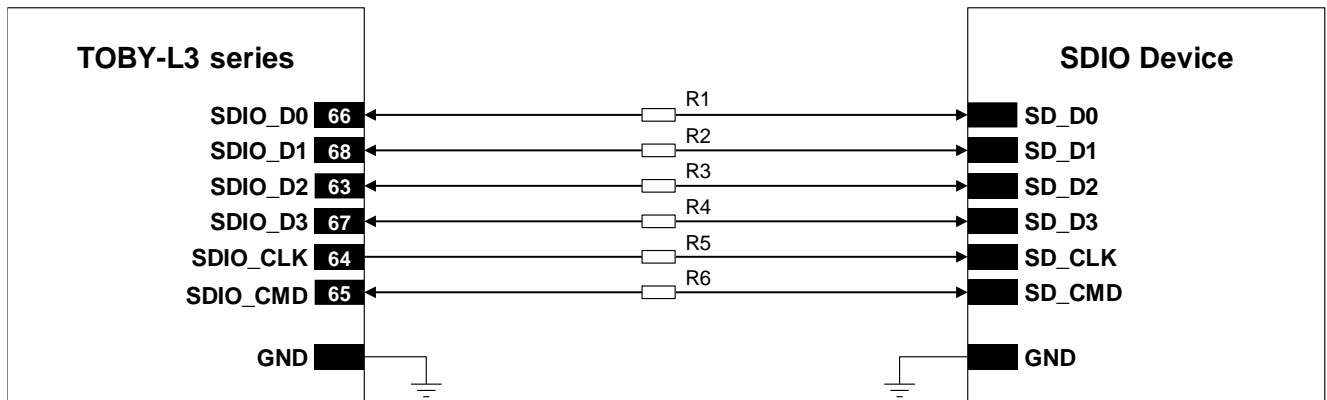 TOBY-L3 series
SDIO Device
SDIO_D0 66 R1 SD_D0
SDIO_D1 68 R2 SD_D1
SDIO_D2 63 R3 SD_D2
SDIO_D3 67 R4 SD_D3
SDIO_CLK 64 R5 SD_CLK
SDIO_CMD 65 R6 SD_CMD
GND GND